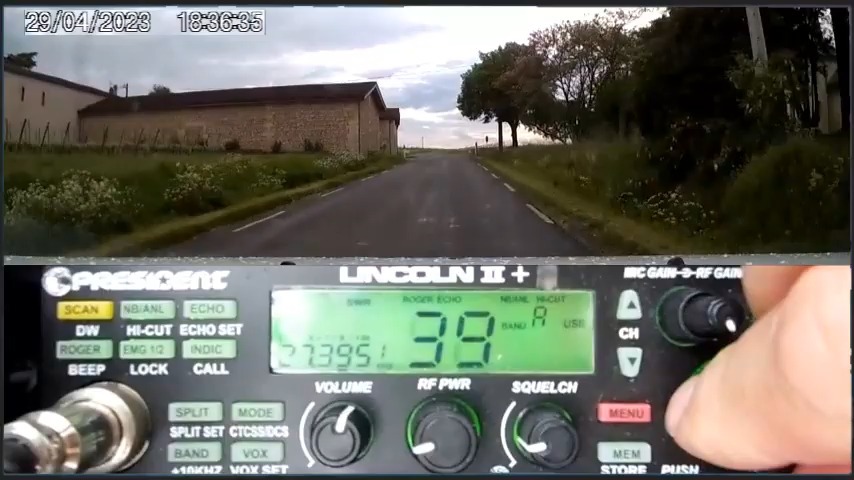 29/04/2023 18:36:35
PRESIDENT LINCOLN II + MIC GAIN RF GAIN
SCAN NB/ANL ECHO
DW HI-CUT ECHO SET
ROGER EMG 1/2 INDIC
BEEP LOCK CALL
SPLIT MODE
SPLIT SET CTCSS/DCS
BAND VOX
+10KHZ VOX SET
SWR ROGER ECHO NB/ANL HI-CUT
39 BAND A USB
27.3951
VOLUME RF PWR SQUELCH
CH
MENU
MEM
STORE PUSH